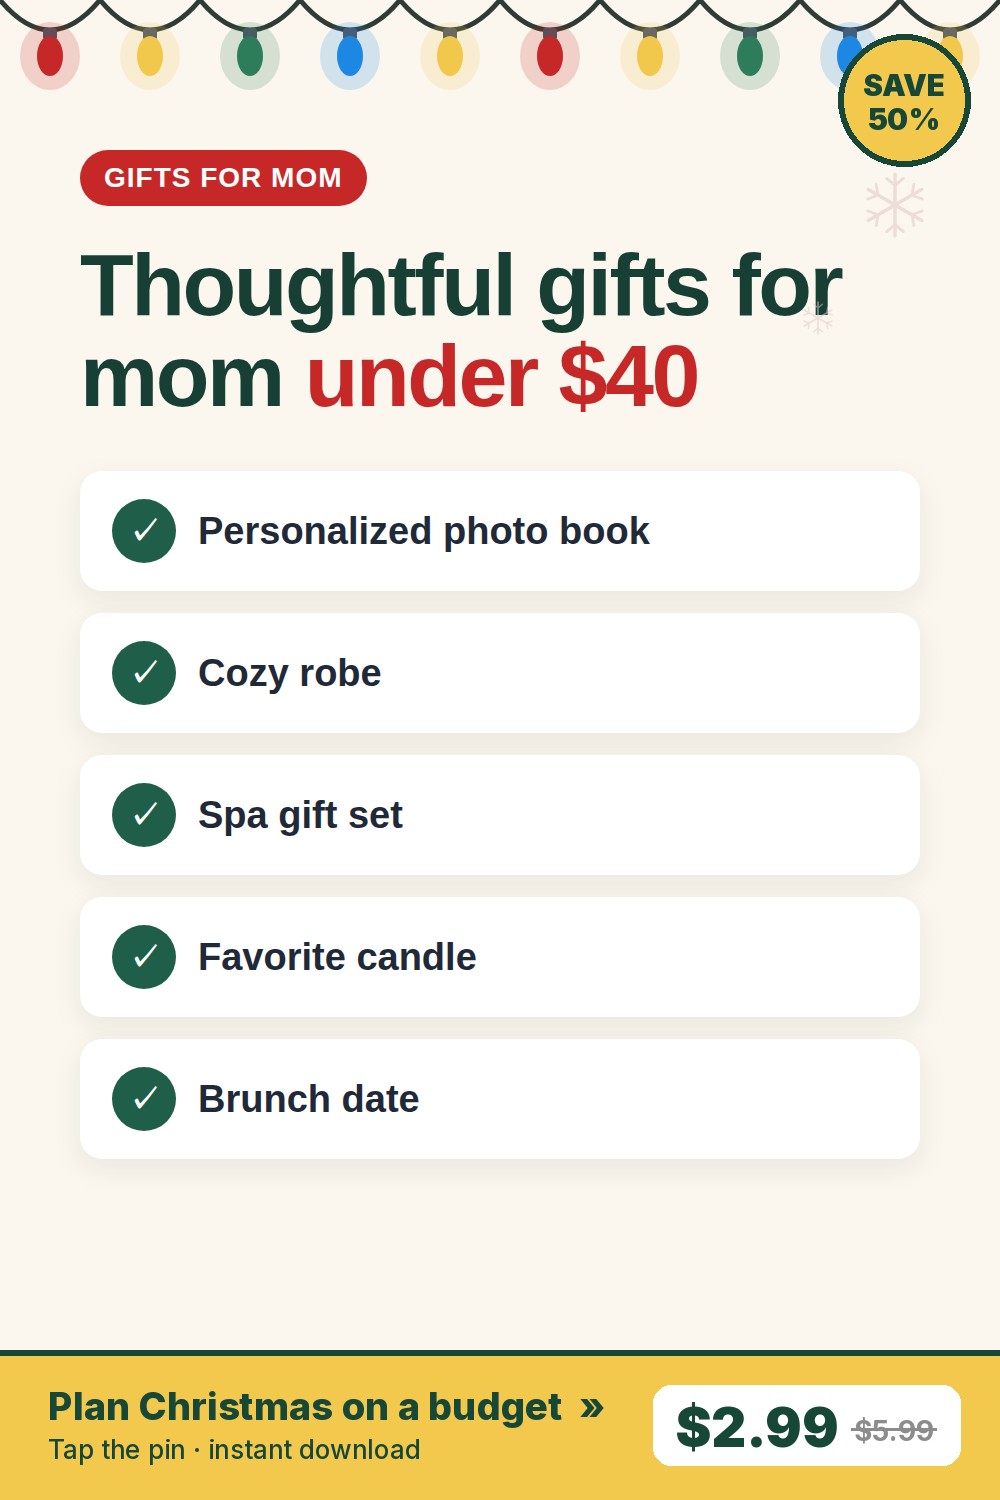 SAVE
50%
GIFTS FOR MOM
Thoughtful gifts for
mom under $40
✓ Personalized photo book
✓ Cozy robe
✓ Spa gift set
✓ Favorite candle
✓ Brunch date
Plan Christmas on a budget »
Tap the pin · instant download
$2.99 $5.99